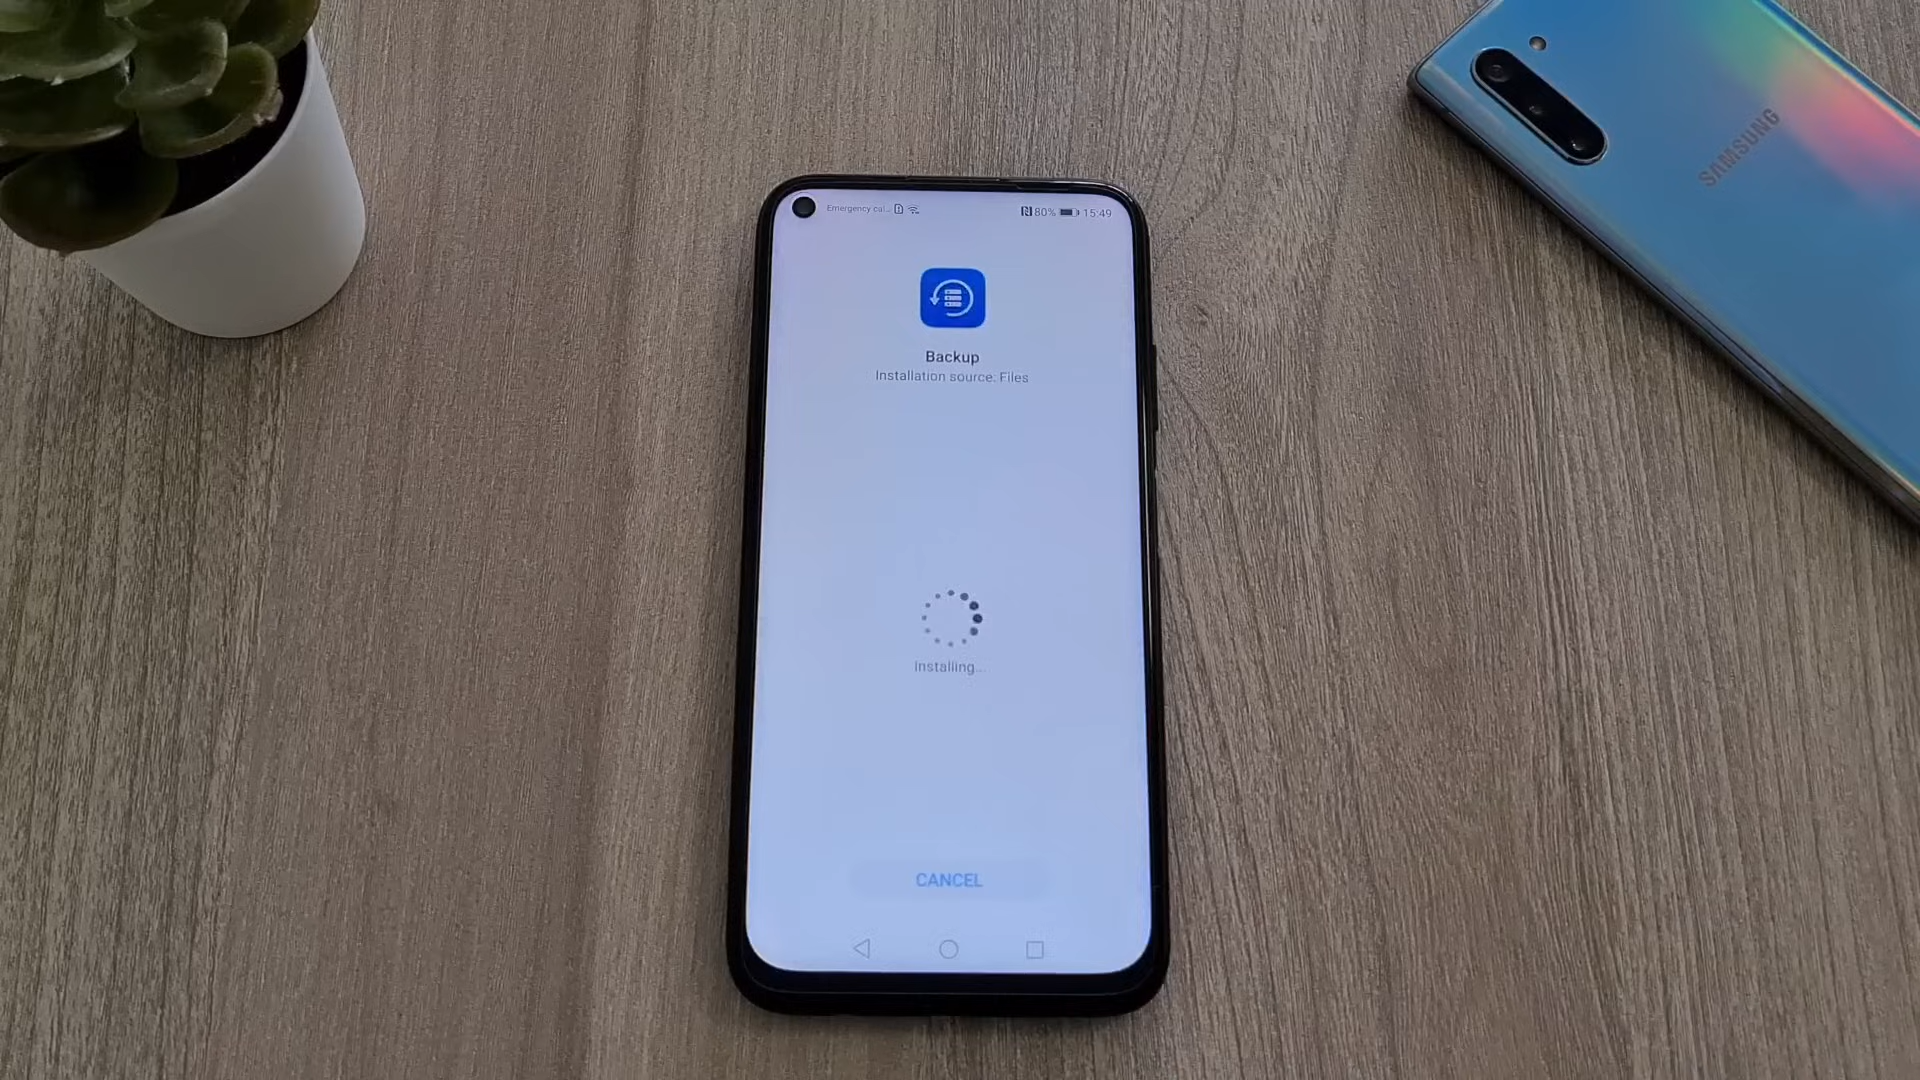 Emergency cal...
80% 15:49
Backup
Installation source: Files
Installing...
CANCEL
SAMSUNG